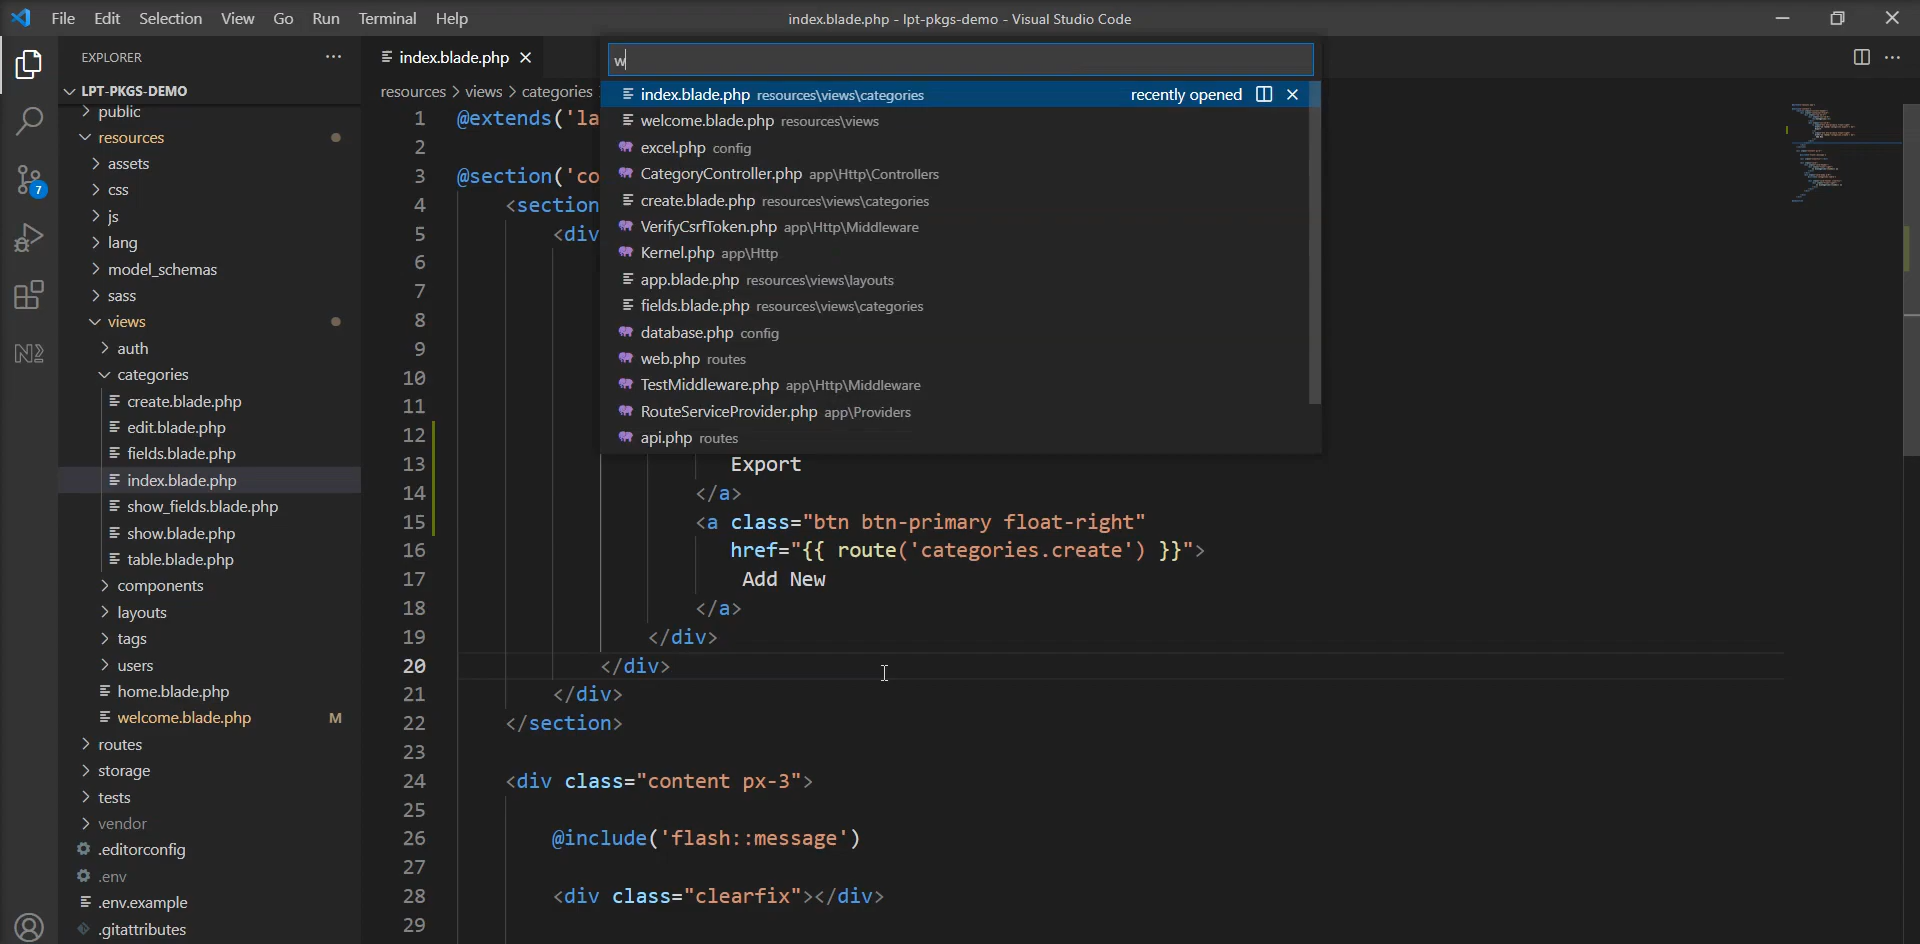 File Edit Selection View Go Run Terminal Help
index.blade.php - lpt-pkgs-demo - Visual Studio Code
EXPLORER
LPT-PKGS-DEMO
public
resources
assets
css
js
lang
model_schemas
sass
views
auth
categories
create.blade.php
edit.blade.php
fields.blade.php
index.blade.php
show_fields.blade.php
show.blade.php
table.blade.php
components
layouts
tags
users
home.blade.php
welcome.blade.php M
routes
storage
tests
vendor
.editorconfig
.env
.env.example
.gitattributes
7
index.blade.php
resources > views > categories
w
index.blade.php resources\views\categories recently opened
welcome.blade.php resources\views
excel.php config
CategoryController.php app\Http\Controllers
create.blade.php resources\views\categories
VerifyCsrfToken.php app\Http\Middleware
Kernel.php app\Http
app.blade.php resources\views\layouts
fields.blade.php resources\views\categories
database.php config
web.php routes
TestMiddleware.php app\Http\Middleware
RouteServiceProvider.php app\Providers
api.php routes
1 @extends('la
2
3 @section('co
4 <section
5 <div
6
7
8
9
10
11
12
13 Export
14 </a>
15 <a class="btn btn-primary float-right"
16 href="{{ route('categories.create') }}">
17 Add New
18 </a>
19 </div>
20 </div>
21 </div>
22 </section>
23
24 <div class="content px-3">
25
26 @include('flash::message')
27
28 <div class="clearfix"></div>
29